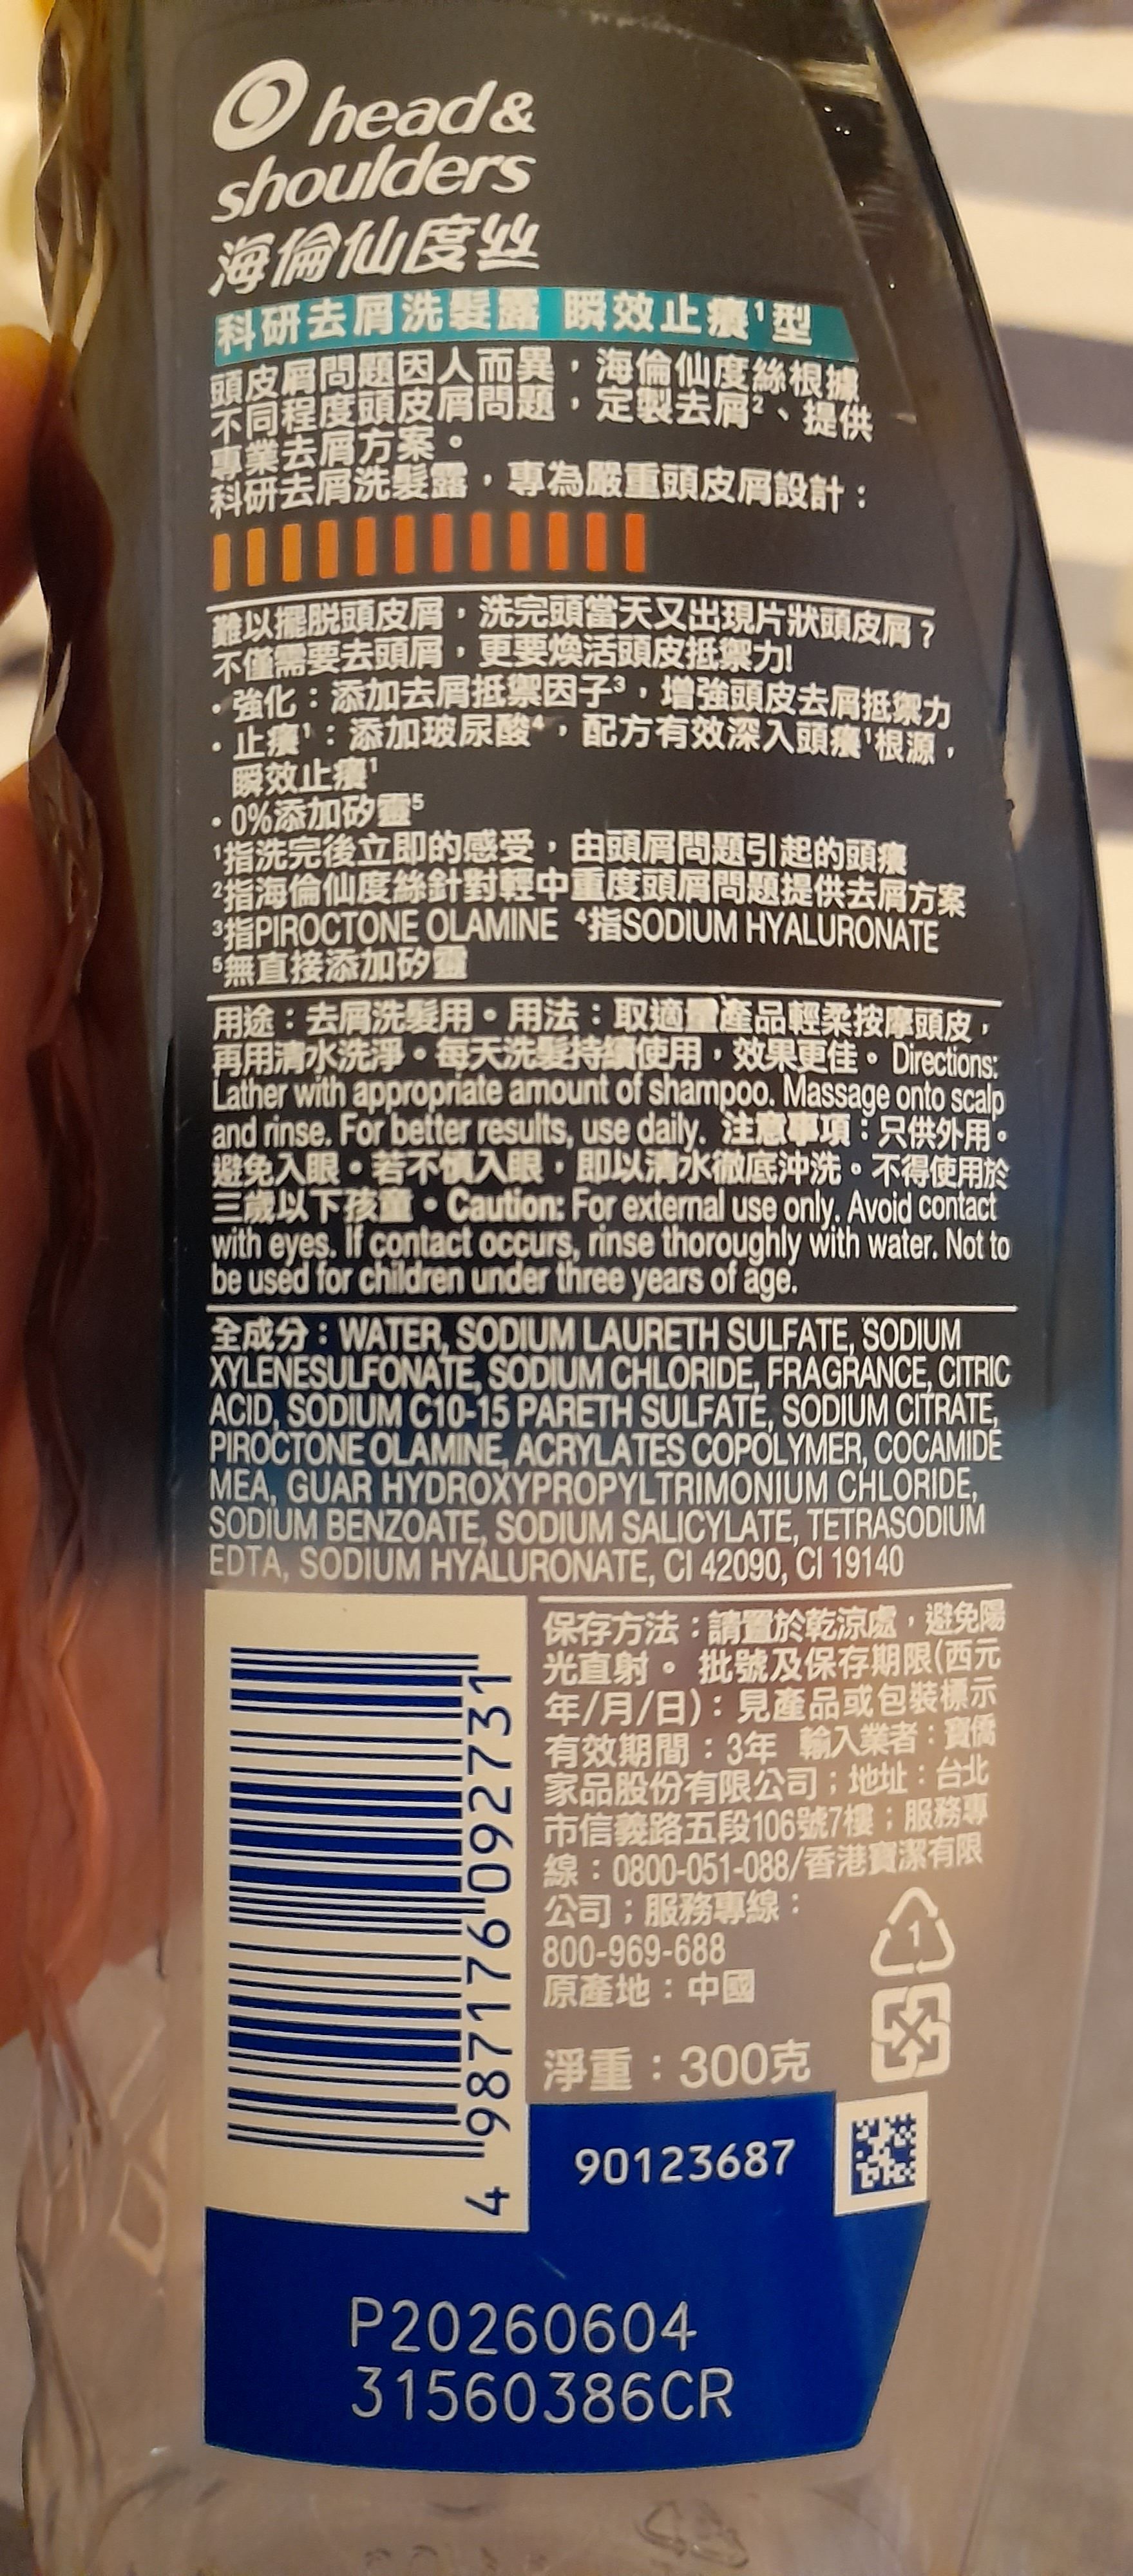 head &
shoulders
海倫仙度丝
科研去屑洗髮露 瞬效止癢¹型
頭皮屑問題因人而異，海倫仙度絲根據
不同程度頭皮屑問題，定製去屑²、提供
專業去屑方案。
科研去屑洗髮露，專為嚴重頭皮屑設計：
難以擺脫頭皮屑，洗完頭當天又出現片狀頭皮屑？
不僅需要去頭屑，更要煥活頭皮抵禦力!
・強化：添加去屑抵禦因子³，增強頭皮去屑抵禦力
・止癢¹：添加玻尿酸⁴，配方有效深入頭癢¹根源，
瞬效止癢¹
・0%添加矽靈⁵
¹指洗完後立即的感受，由頭屑問題引起的頭癢
²指海倫仙度絲針對輕中重度頭屑問題提供去屑方案
³指PIROCTONE OLAMINE ⁴指SODIUM HYALURONATE
⁵無直接添加矽靈
用途：去屑洗髮用。用法：取適量產品輕柔按摩頭皮，
再用清水洗淨。每天洗髮持續使用，效果更佳。Directions:
Lather with appropriate amount of shampoo. Massage onto scalp
and rinse. For better results, use daily. 注意事項：只供外用。
避免入眼。若不慎入眼，即以清水徹底沖洗。不得使用於
三歲以下孩童。Caution: For external use only. Avoid contact
with eyes. If contact occurs, rinse thoroughly with water. Not to
be used for children under three years of age.
全成分：WATER, SODIUM LAURETH SULFATE, SODIUM
XYLENESULFONATE, SODIUM CHLORIDE, FRAGRANCE, CITRIC
ACID, SODIUM C10-15 PARETH SULFATE, SODIUM CITRATE,
PIROCTONE OLAMINE, ACRYLATES COPOLYMER, COCAMIDE
MEA, GUAR HYDROXYPROPYLTRIMONIUM CHLORIDE,
SODIUM BENZOATE, SODIUM SALICYLATE, TETRASODIUM
EDTA, SODIUM HYALURONATE, CI 42090, CI 19140
保存方法：請置於乾涼處，避免陽
光直射。 批號及保存期限(西元
年/月/日)：見產品或包裝標示
有效期間：3年 輸入業者：寶僑
家品股份有限公司；地址：台北
市信義路五段106號7樓；服務專
線：0800-051-088/香港寶潔有限
公司；服務專線：
800-969-688
原產地：中國
淨重：300克
1
4 987176 092731
90123687
P20260604
31560386CR